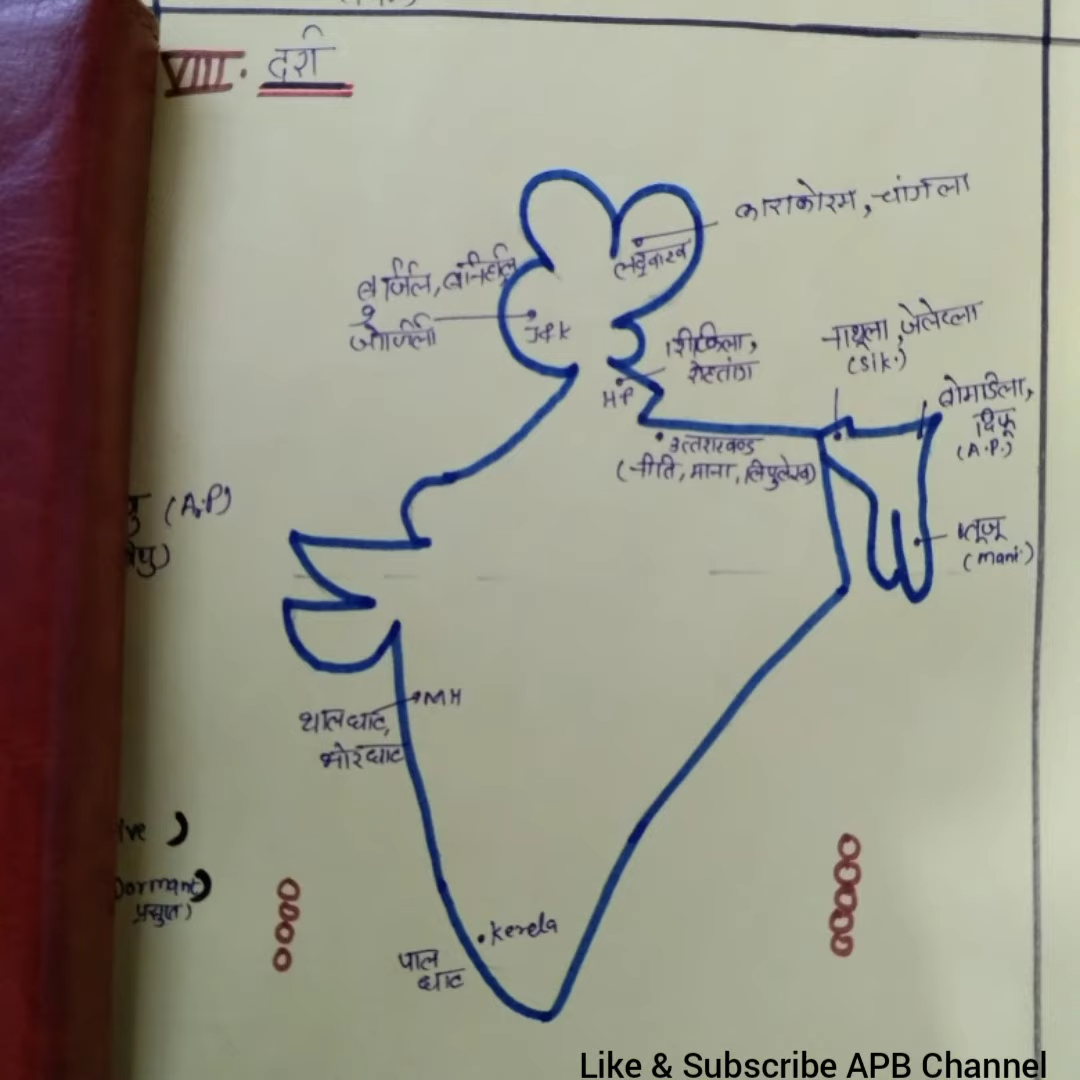 VIII. दर्रा
काराकोरम, चांगला
लद्दाख
बुर्जिल, बनिहाल
जोजिला
J&K
शिपकिला,
रोहतांग
HP
नाथूला, जेलेप्ला
(Sik.)
बोमडिला,
दिफू
(A.P.)
उत्तराखण्ड
(नीति, माना, लिपुलेख)
तूजू
(mani.)
(A.P)
MH
थालघाट,
भोरघाट
ive
Dormant
प्रसुप्त)
Kerela
पाल
घाट
Like & Subscribe APB Channel